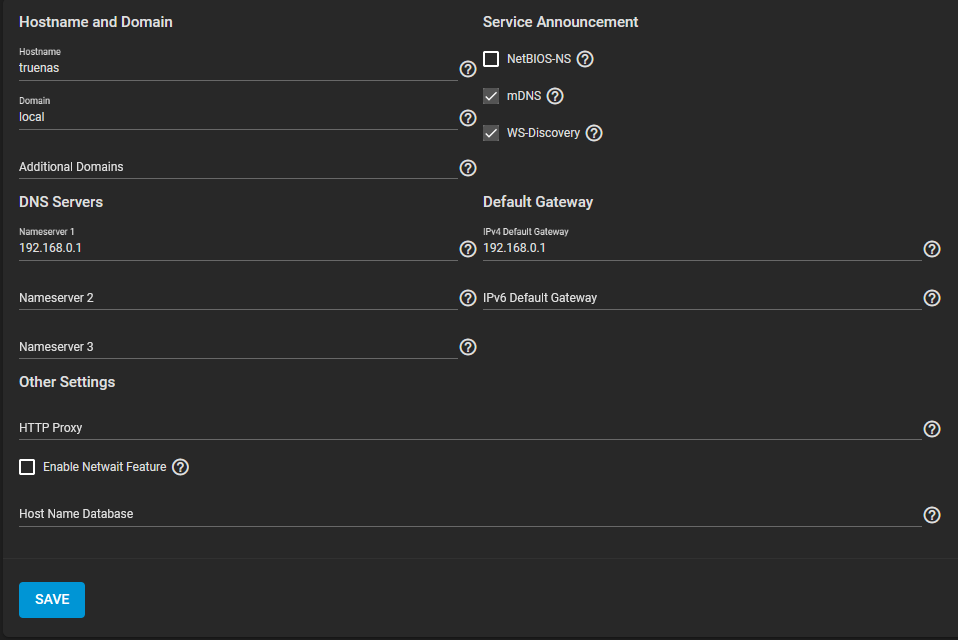 Hostname and Domain
Hostname
truenas
Domain
local
Additional Domains
Service Announcement
NetBIOS-NS
mDNS
WS-Discovery
DNS Servers
Nameserver 1
192.168.0.1
Nameserver 2
Nameserver 3
Default Gateway
IPv4 Default Gateway
192.168.0.1
IPv6 Default Gateway
Other Settings
HTTP Proxy
Enable Netwait Feature
Host Name Database
SAVE